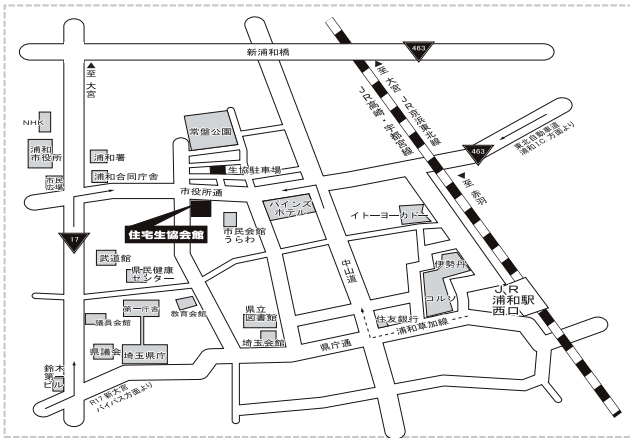 新浦和橋
463
至 大宮
至 大宮
JR高崎・宇都宮線
JR京浜東北線
NHK
常盤公園
463
東北自動車道
浦和I.C.方面より
浦和
市役所
浦和署
浦和合同庁舎
生協駐車場
至 赤羽
市民
広場
市役所通
パインズ
ホテル
イトーヨーカドー
住宅生協会館
市民会館
うらわ
17
武道館
県民健康
センター
中山道
伊勢丹
コルソ
JR
浦和駅
西口
第一庁舎
教育会館
議員会館
県立
図書館
住友銀行
浦和草加線
埼玉会館
県庁通
県議会
埼玉県庁
鈴木
第一
ビル
R17 新大宮
バイパス方面より